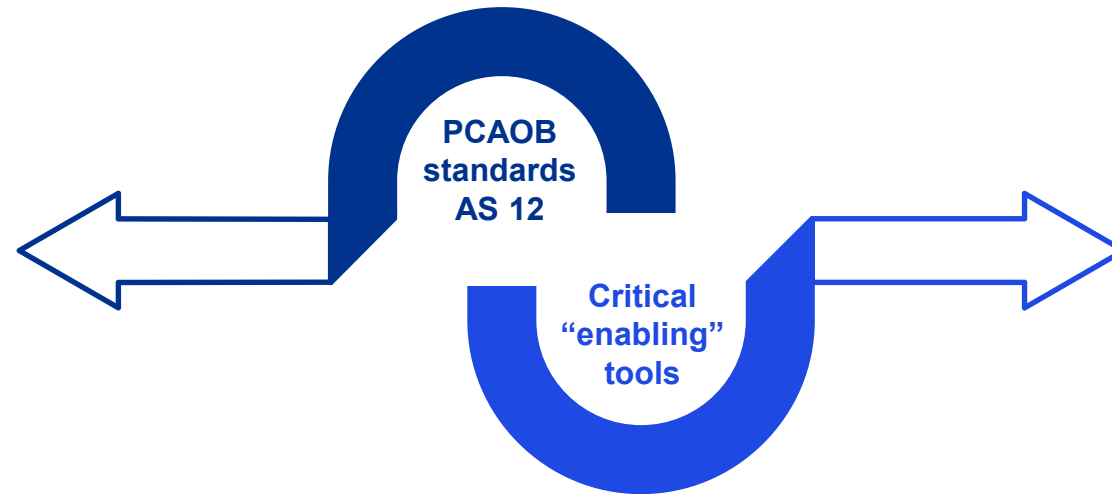 PCAOB
standards
AS 12
Critical
“enabling”
tools